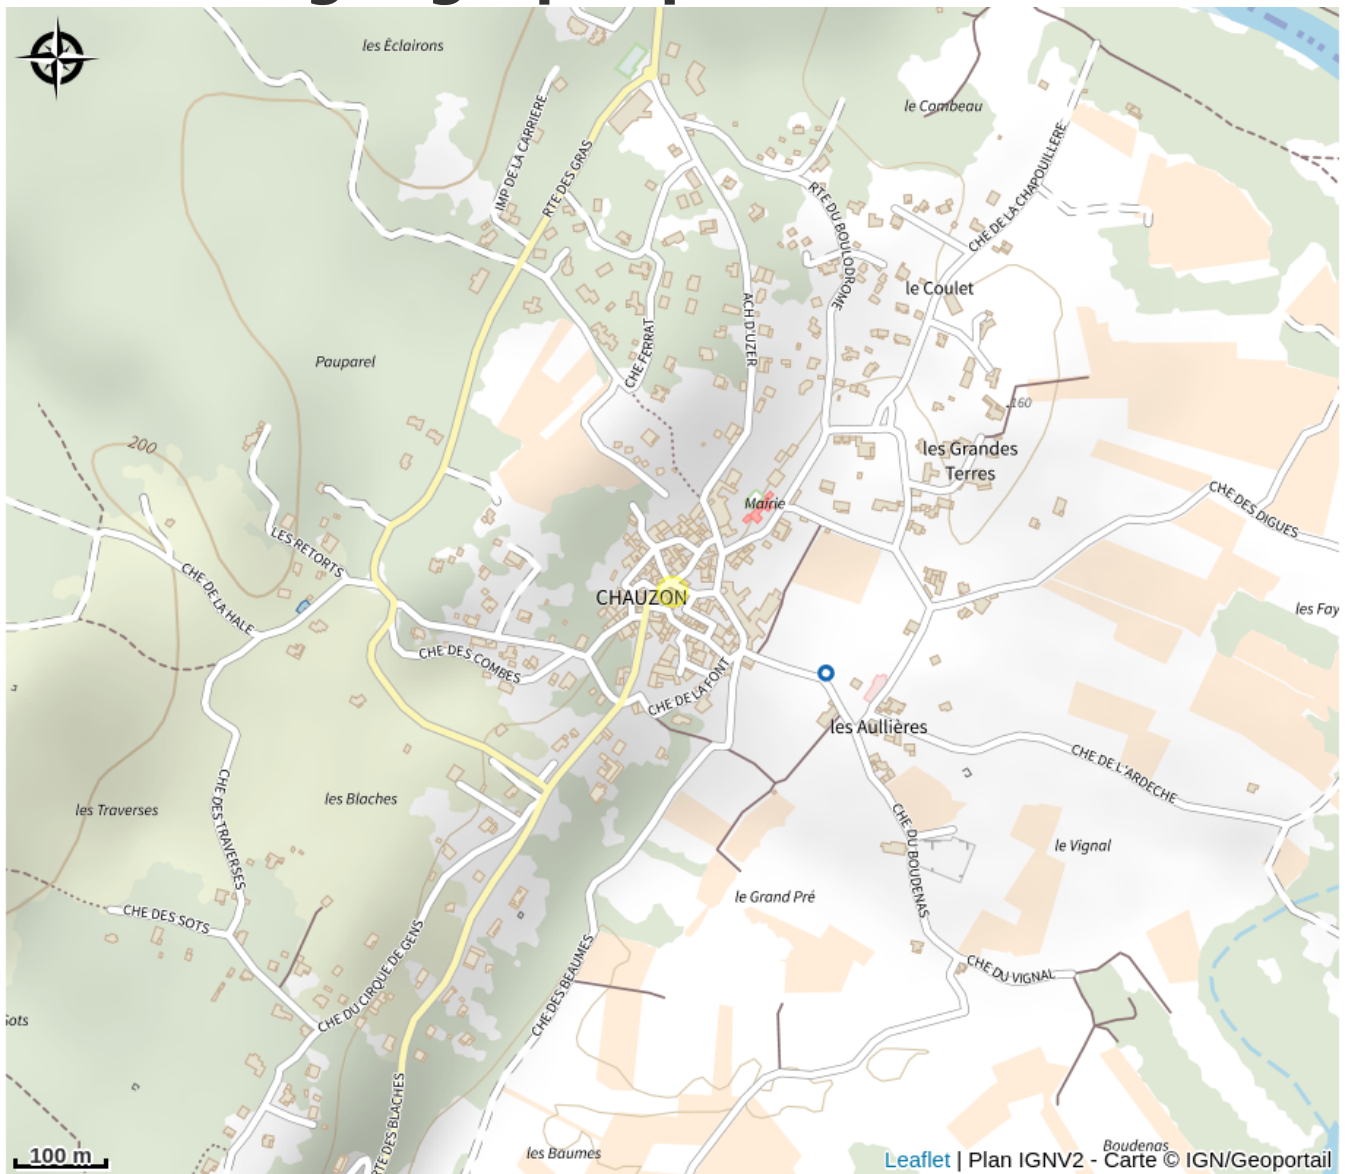 les Èclairons
le Combeau
IMP DE LA CARRIERE
RTE DES GRAS
CHE DE LA CHAPOUILLERE
RTE DU BOULODROME
le Coulet
ACH D'UZER
CHE FERRAT
Pauparel
160
200
les Grandes
Terres
Mairie
CHE DES DIGUES
LES RETORTS
CHE DE LA HALE
CHAUZON
les Fay
CHE DES COMBES
CHE DE LA FONT
les Aullières
CHE DE L'ARDECHE
les Traverses
les Blaches
CHE DES TRAVERSES
CHE DU BOUDENAS
le Vignal
le Grand Pré
CHE DES SOTS
CHE DU CIRQUE DE GENS
CHE DES BEAUMES
CHE DU VIGNAL
Sots
RTE DES BLACHES
les Baumes
Boudenas
100 m
Leaflet | Plan IGNV2 - Carte © IGN/Geoportail